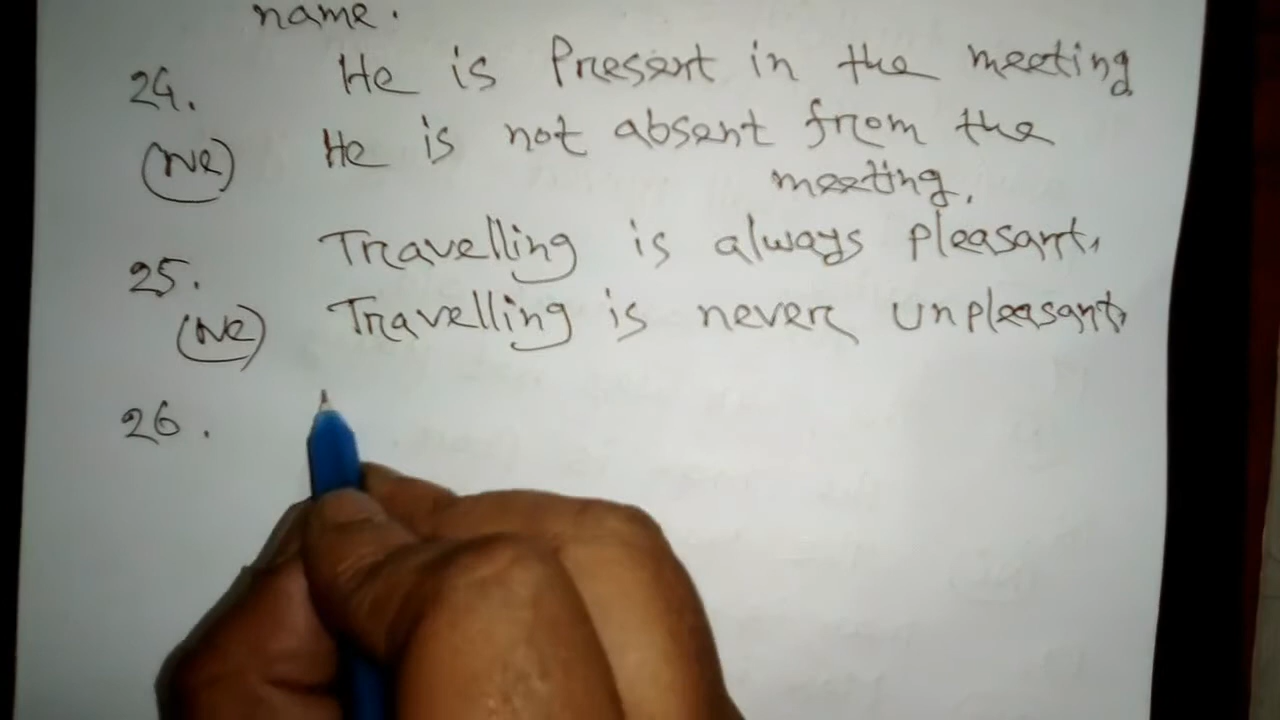 name.
24. He is Present in the meeting
(Ne) He is not absent from the
meeting.
25. Travelling is always pleasant.
(Ne) Travelling is never unpleasant.
26.